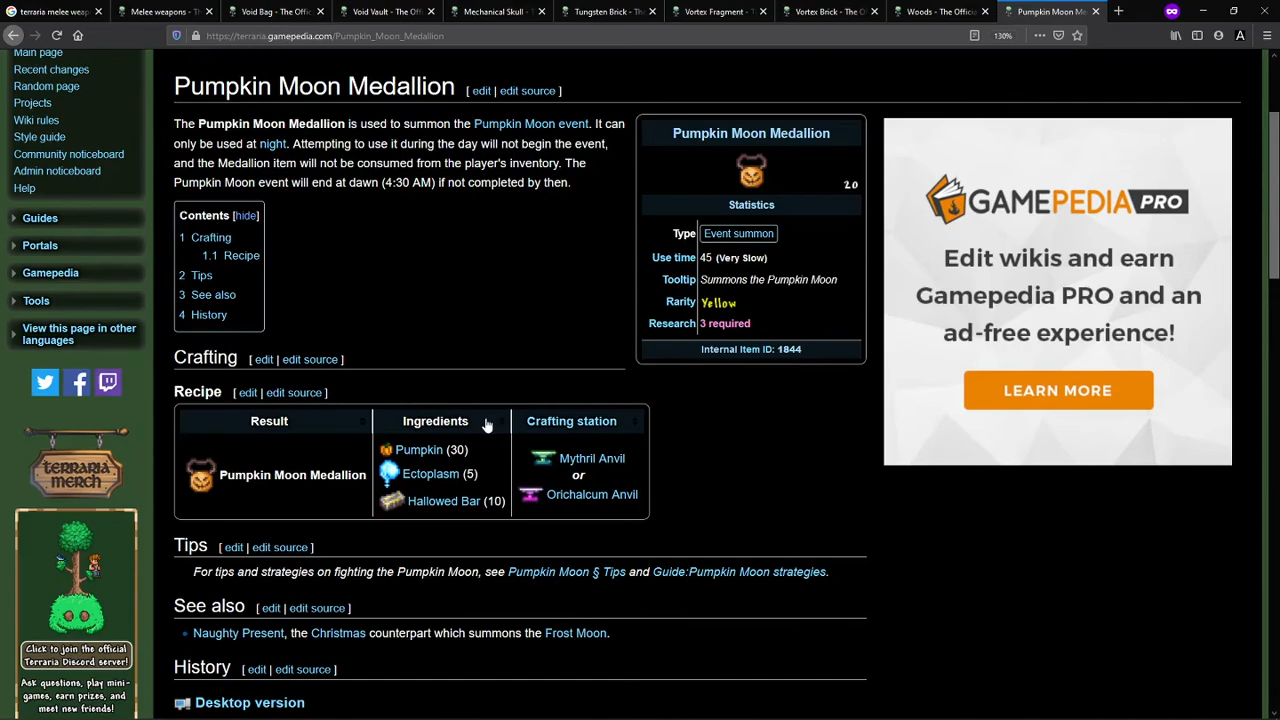 terraria melee weap
Melee weapons - Th
Void Bag - The Offic
Void Vault - The Offi
Mechanical Skull - T
Tungsten Brick - The
Vortex Fragment - T
Vortex Brick - The O
Woods - The Official
Pumpkin Moon Me
https://terraria.gamepedia.com/Pumpkin_Moon_Medallion
130%
A
Main page
Recent changes
Random page
Projects
Wiki rules
Style guide
Community noticeboard
Admin noticeboard
Help
Guides
Portals
Gamepedia
Tools
View this page in other
languages
TERRARIA
MERCH
Click to join the official
Terraria Discord server!
Ask questions, play mini-
games, earn prizes, and
meet new friends!
Pumpkin Moon Medallion [ edit | edit source ]
The Pumpkin Moon Medallion is used to summon the Pumpkin Moon event. It can
only be used at night. Attempting to use it during the day will not begin the event,
and the Medallion item will not be consumed from the player's inventory. The
Pumpkin Moon event will end at dawn (4:30 AM) if not completed by then.
Contents [hide]
1 Crafting
1.1 Recipe
2 Tips
3 See also
4 History
Pumpkin Moon Medallion
20
Statistics
Type Event summon
Use time 45 (Very Slow)
Tooltip Summons the Pumpkin Moon
Rarity Yellow
Research 3 required
Internal Item ID: 1844
Crafting [ edit | edit source ]
Recipe [ edit | edit source ]
Result Ingredients Crafting station
Pumpkin Moon Medallion
Pumpkin (30)
Ectoplasm (5)
Hallowed Bar (10)
Mythril Anvil
or
Orichalcum Anvil
Tips [ edit | edit source ]
For tips and strategies on fighting the Pumpkin Moon, see Pumpkin Moon § Tips and Guide:Pumpkin Moon strategies.
See also [ edit | edit source ]
Naughty Present, the Christmas counterpart which summons the Frost Moon.
History [ edit | edit source ]
Desktop version
GAMEPEDIA PRO
Edit wikis and earn
Gamepedia PRO and an
ad-free experience!
LEARN MORE